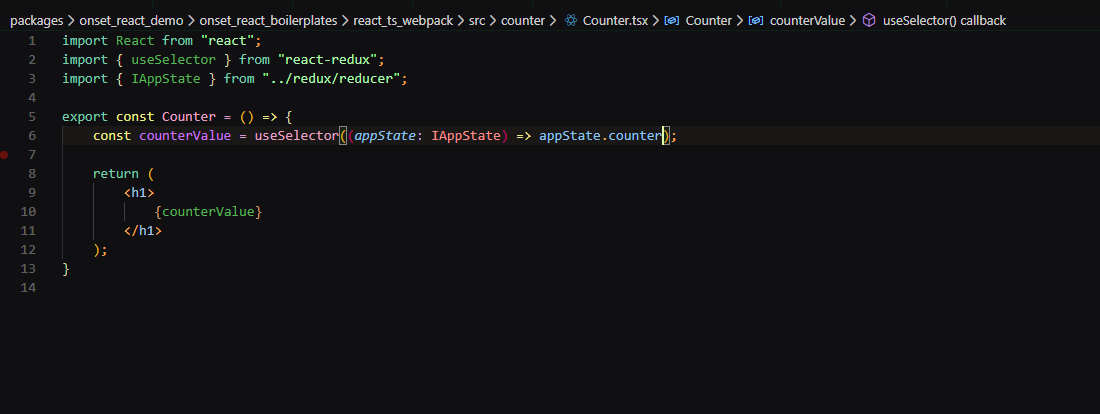 packages > onset_react_demo > onset_react_boilerplates > react_ts_webpack > src > counter > Counter.tsx > Counter > counterValue > useSelector() callback
1 import React from "react";
2 import { useSelector } from "react-redux";
3 import { IAppState } from "../redux/reducer";
4
5 export const Counter = () => {
6     const counterValue = useSelector((appState: IAppState) => appState.counter);
7
8     return (
9         <h1>
10             {counterValue}
11         </h1>
12     );
13 }
14